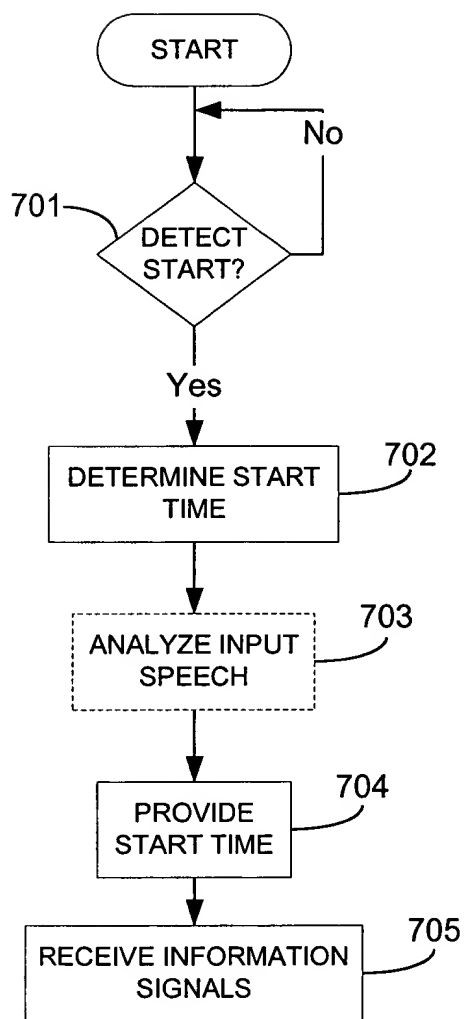 START
No
701
DETECT
START?
Yes
702
DETERMINE START
TIME
703
ANALYZE INPUT
SPEECH
704
PROVIDE
START TIME
705
RECEIVE INFORMATION
SIGNALS